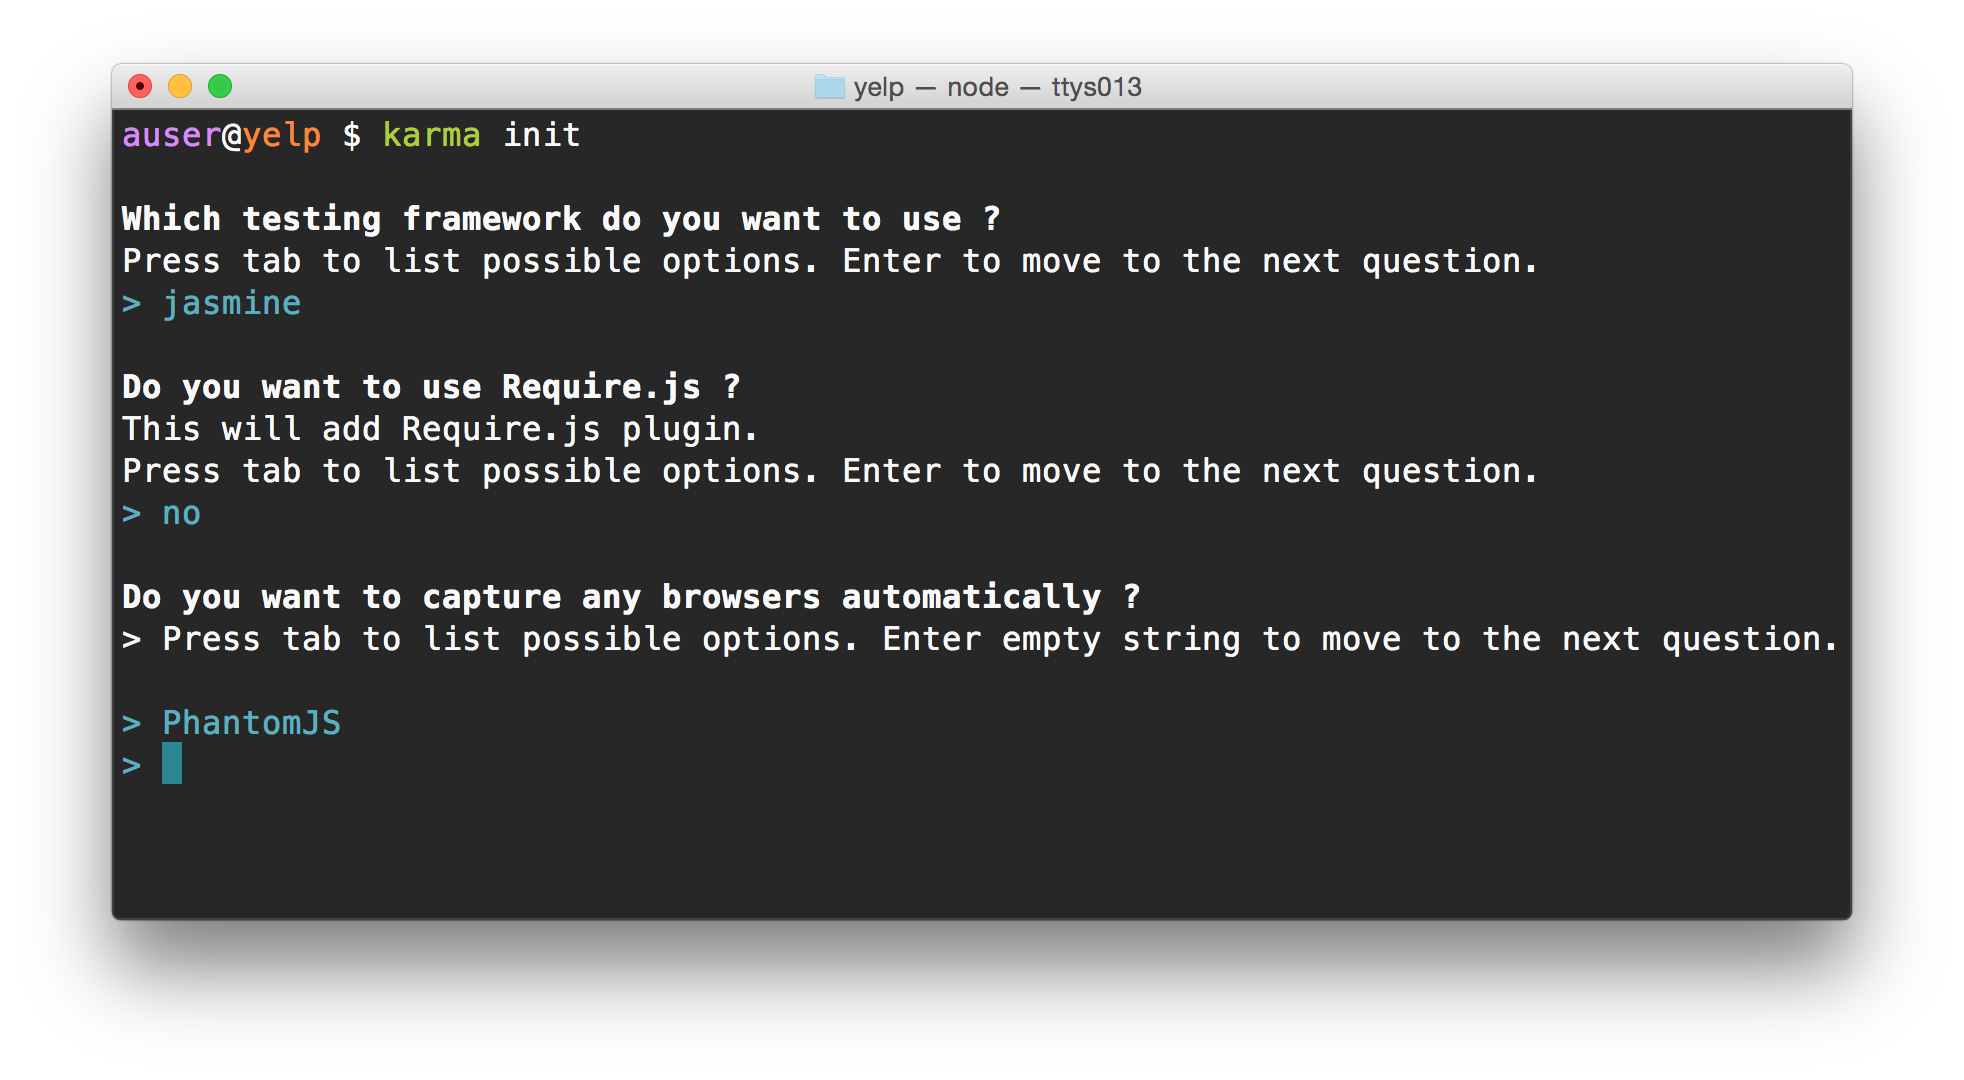 yelp — node — ttys013
auser@yelp $ karma init
Which testing framework do you want to use ?
Press tab to list possible options. Enter to move to the next question.
> jasmine
Do you want to use Require.js ?
This will add Require.js plugin.
Press tab to list possible options. Enter to move to the next question.
> no
Do you want to capture any browsers automatically ?
> Press tab to list possible options. Enter empty string to move to the next question.
> PhantomJS
>